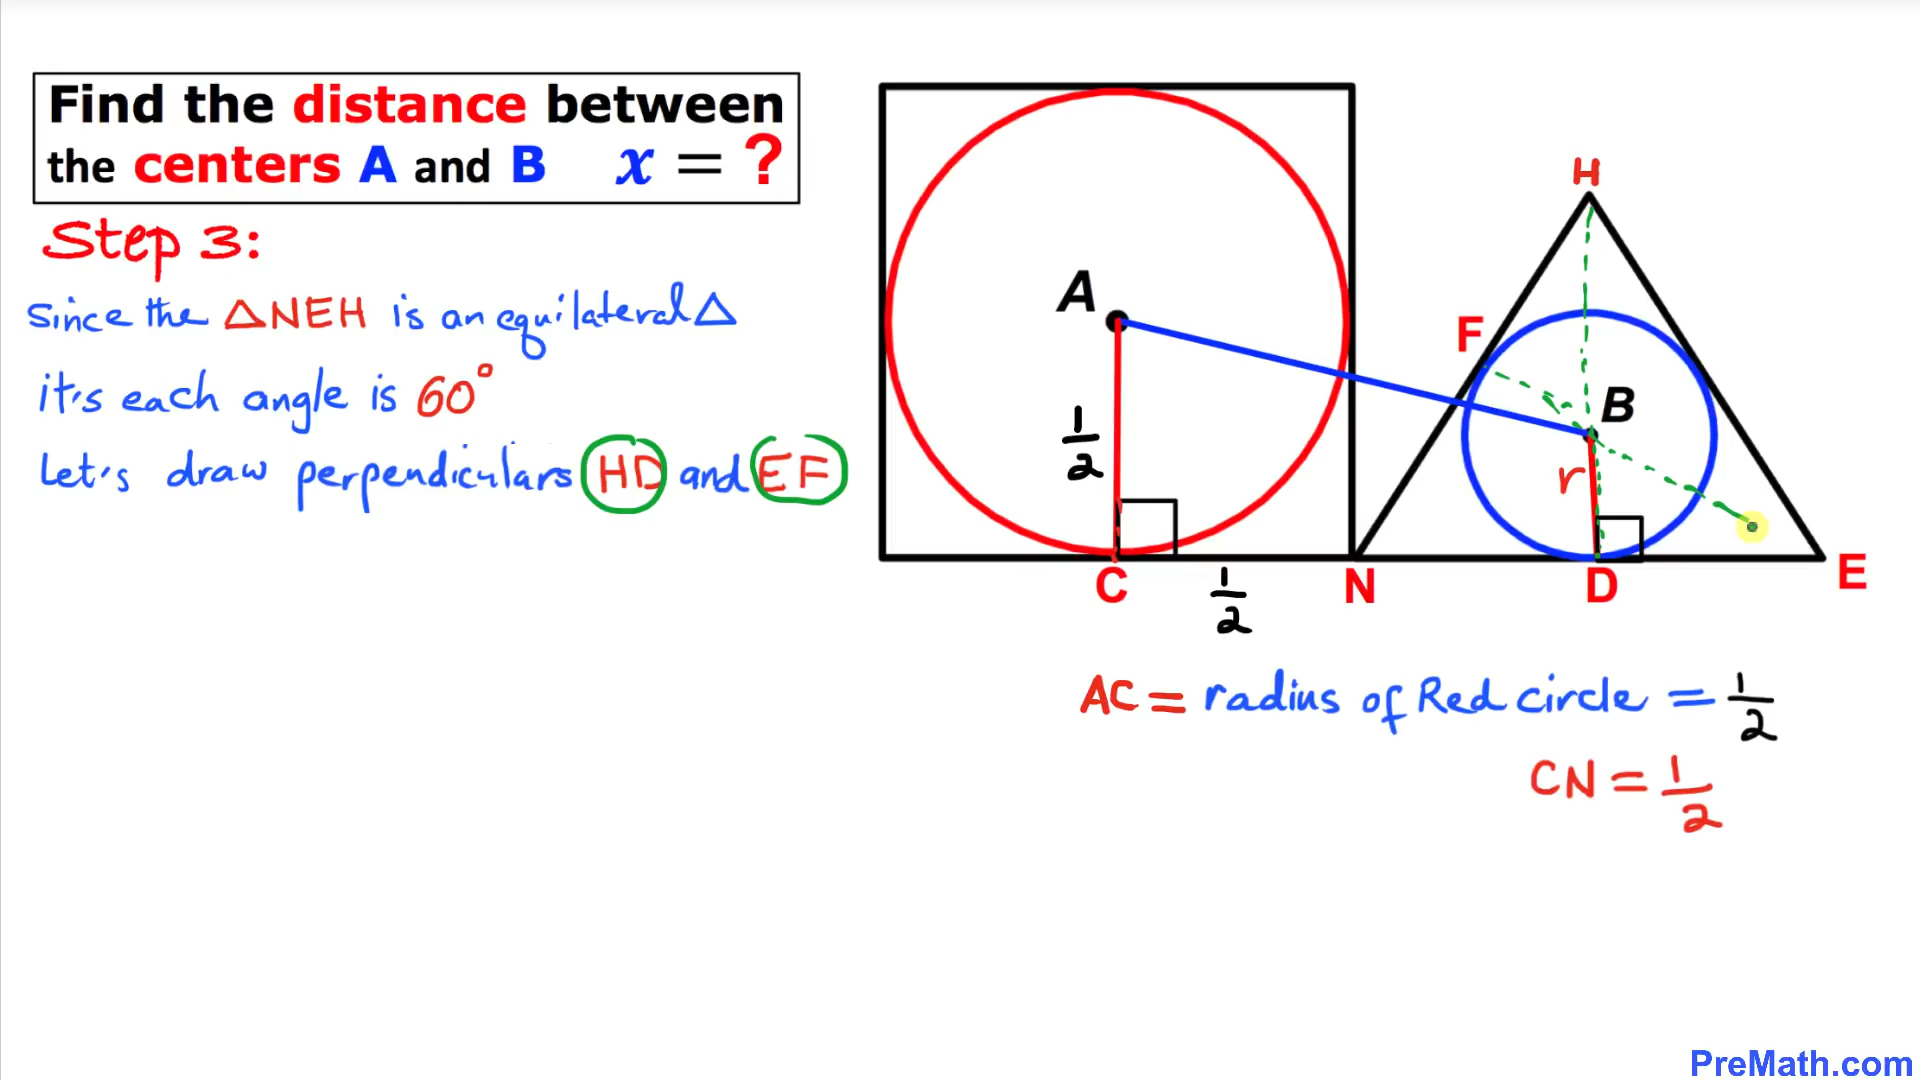 Find the distance between
the centers A and B x = ?
Step 3:
Since the △NEH is an equilateral △
it's each angle is 60°
Let's draw perpendiculars HD and EF
H
A
F
B
1/2
r
C
1/2
N
D
E
AC = radius of Red circle = 1/2
CN = 1/2
PreMath.com